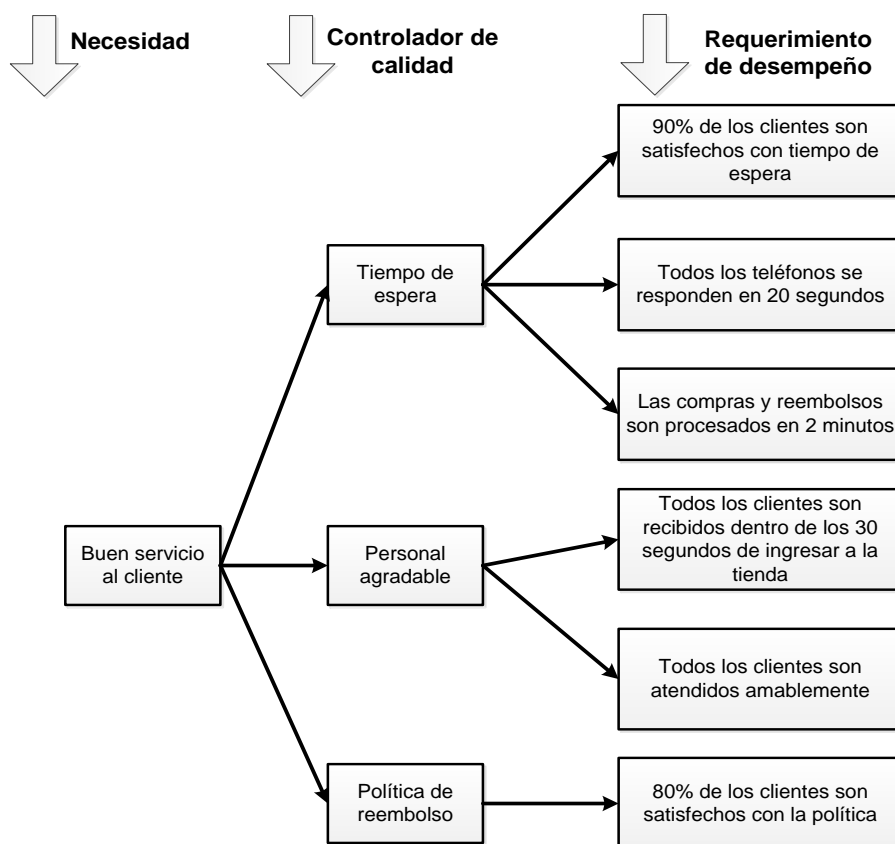 Necesidad
Controlador de
calidad
Requerimiento
de desempeño
90% de los clientes son
satisfechos con tiempo de
espera
Tiempo de
espera
Todos los teléfonos se
responden en 20 segundos
Las compras y reembolsos
son procesados en 2 minutos
Buen servicio
al cliente
Personal
agradable
Todos los clientes son
recibidos dentro de los 30
segundos de ingresar a la
tienda
Todos los clientes son
atendidos amablemente
Política de
reembolso
80% de los clientes son
satisfechos con la política